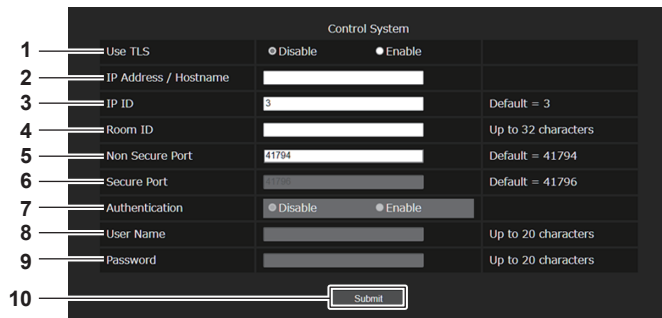 Control System
1 Use TLS Disable Enable
2 IP Address / Hostname
3 IP ID 3 Default = 3
4 Room ID Up to 32 characters
5 Non Secure Port 41794 Default = 41794
6 Secure Port 41796 Default = 41796
7 Authentication Disable Enable
8 User Name Up to 20 characters
9 Password Up to 20 characters
10 Submit